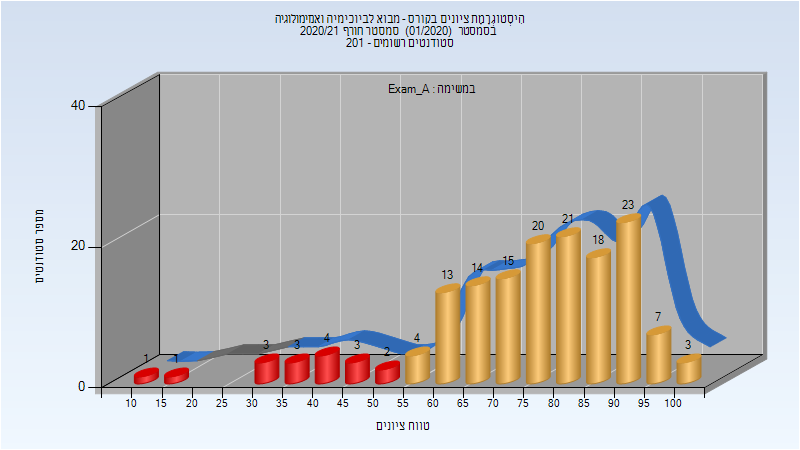 הִיסְטוֹגְרָמַת ציונים בקורס - מבוא לביוכימיה ואמימולוגיה
בסמסטר (01/2020) סמסטר חורף 2020/21
סטודנטים רשומים - 201
במשימה : Exam_A
מספר סטודנטים
40
20
0
1 1 3 3 4 3 2 4 13 14 15 20 21 18 23 7 3
10 15 20 25 30 35 40 45 50 55 60 65 70 75 80 85 90 95 100
טווח ציונים